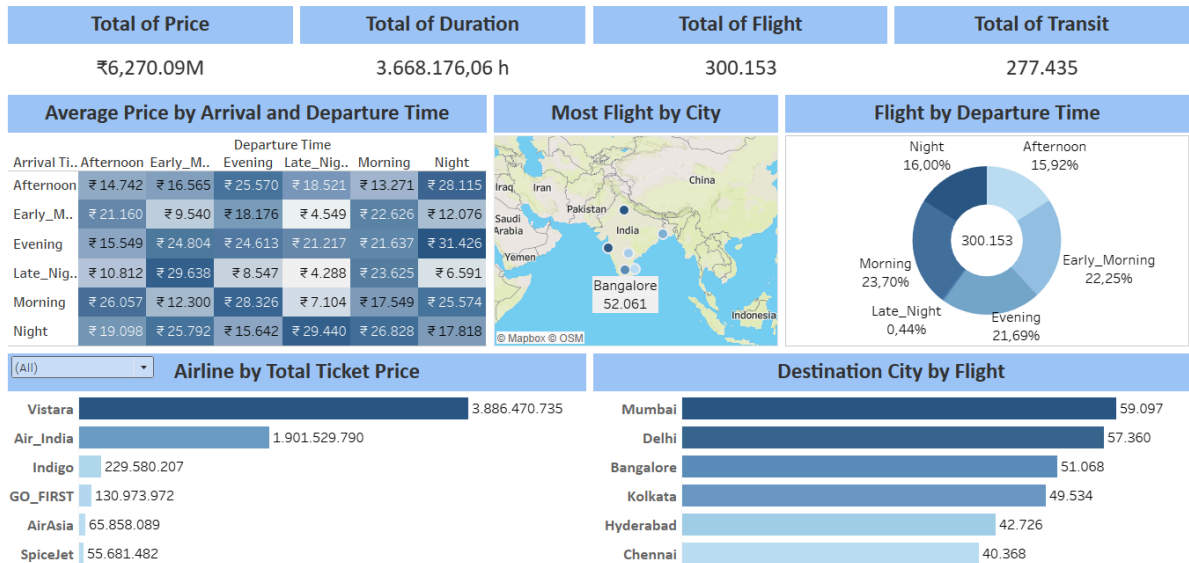 Total of Price
Total of Duration
Total of Flight
Total of Transit
₹6,270.09M
3.668.176,06 h
300.153
277.435
Average Price by Arrival and Departure Time
Departure Time
Arrival Ti.. Afternoon Early_M.. Evening Late_Nig.. Morning Night
Afternoon ₹ 14.742 ₹ 16.565 ₹ 25.570 ₹ 18.521 ₹ 13.271 ₹ 28.115
Early_M.. ₹ 21.160 ₹ 9.540 ₹ 18.176 ₹ 4.549 ₹ 22.626 ₹ 12.076
Evening ₹ 15.549 ₹ 24.804 ₹ 24.613 ₹ 21.217 ₹ 21.637 ₹ 31.426
Late_Nig.. ₹ 10.812 ₹ 29.638 ₹ 8.547 ₹ 4.288 ₹ 23.625 ₹ 6.591
Morning ₹ 26.057 ₹ 12.300 ₹ 28.326 ₹ 7.104 ₹ 17.549 ₹ 25.574
Night ₹ 19.098 ₹ 25.792 ₹ 15.642 ₹ 29.440 ₹ 26.828 ₹ 17.818
Most Flight by City
Iraq
Iran
China
Pakistan
Saudi
Arabia
India
Yemen
Bangalore
52.061
Indonesia
© Mapbox © OSM
Flight by Departure Time
Night
16,00%
Afternoon
15,92%
300.153
Morning
23,70%
Early_Morning
22,25%
Late_Night
0,44%
Evening
21,69%
(All)
Airline by Total Ticket Price
Vistara 3.886.470.735
Air_India 1.901.529.790
Indigo 229.580.207
GO_FIRST 130.973.972
AirAsia 65.858.089
SpiceJet 55.681.482
Destination City by Flight
Mumbai 59.097
Delhi 57.360
Bangalore 51.068
Kolkata 49.534
Hyderabad 42.726
Chennai 40.368